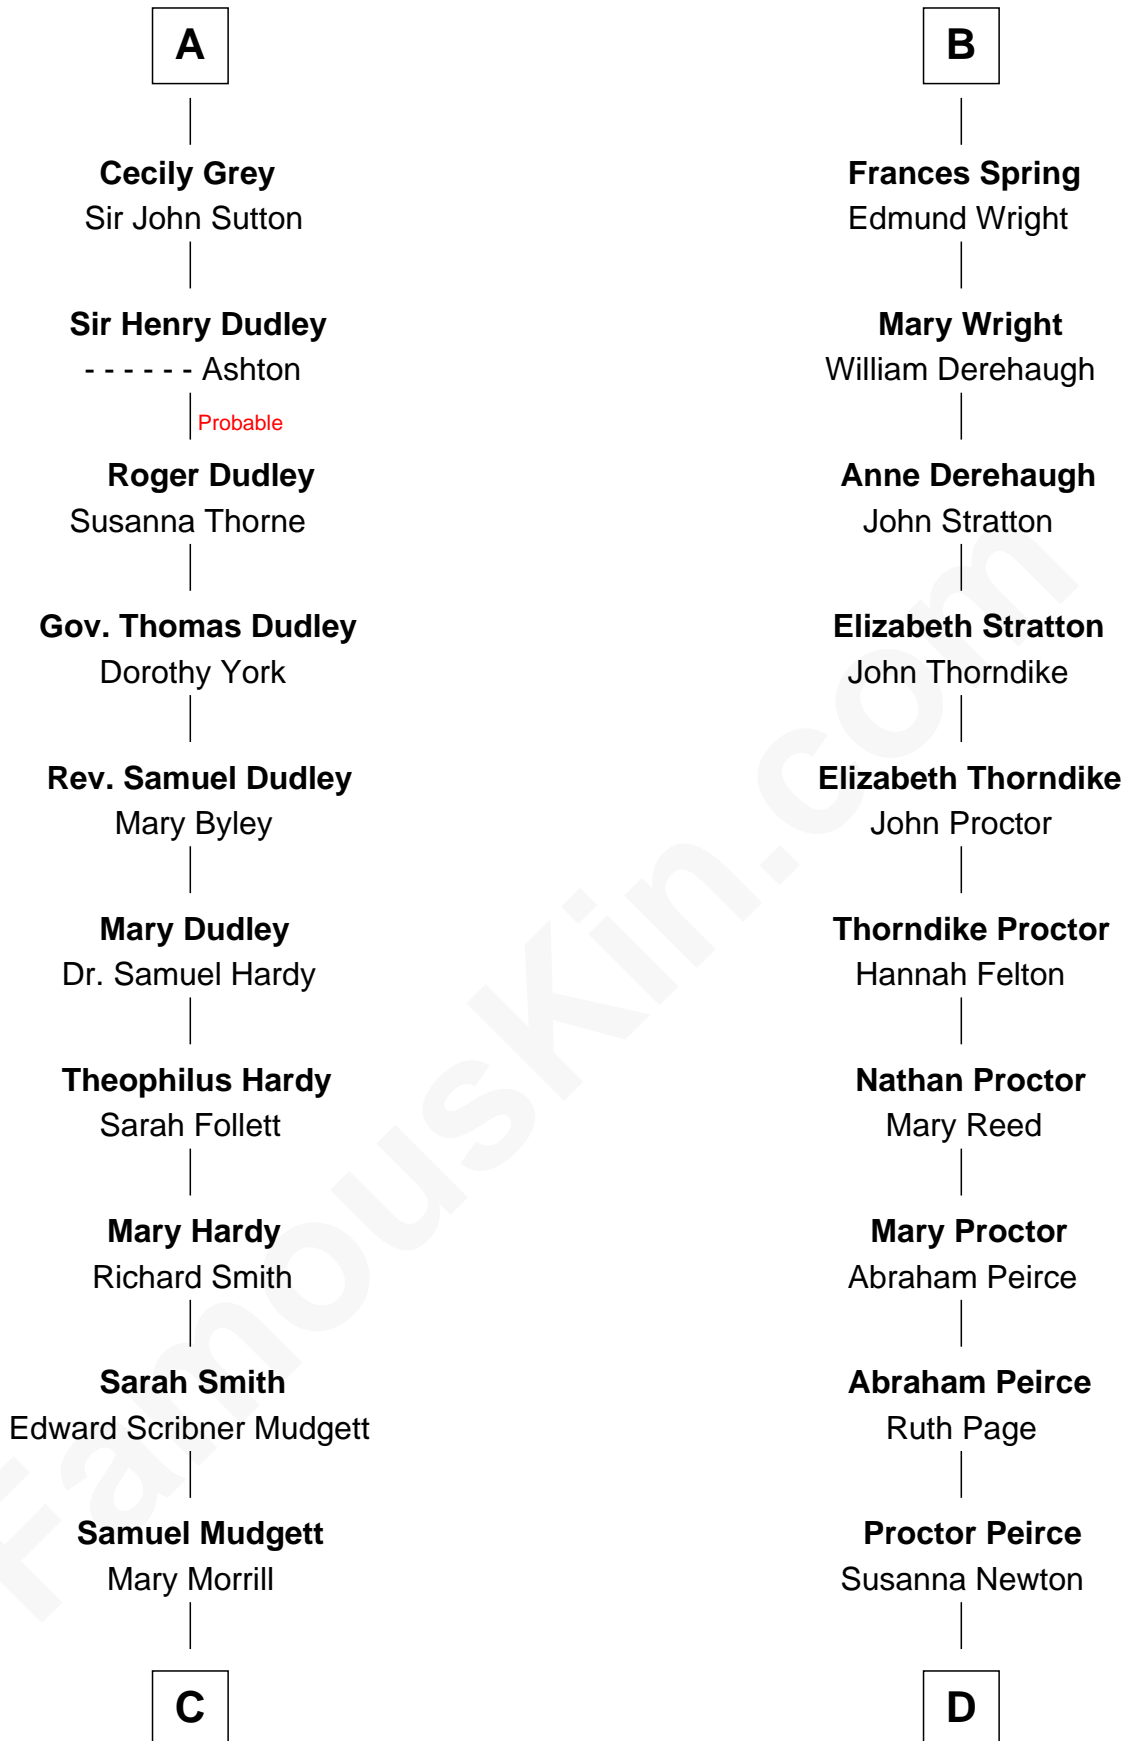 A
Cecily Grey
Sir John Sutton
Sir Henry Dudley
- - - - - - Ashton
Probable
Roger Dudley
Susanna Thorne
Gov. Thomas Dudley
Dorothy York
Rev. Samuel Dudley
Mary Byley
Mary Dudley
Dr. Samuel Hardy
Theophilus Hardy
Sarah Follett
Mary Hardy
Richard Smith
Sarah Smith
Edward Scribner Mudgett
Samuel Mudgett
Mary Morrill
C
B
Frances Spring
Edmund Wright
Mary Wright
William Derehaugh
Anne Derehaugh
John Stratton
Elizabeth Stratton
John Thorndike
Elizabeth Thorndike
John Proctor
Thorndike Proctor
Hannah Felton
Nathan Proctor
Mary Reed
Mary Proctor
Abraham Peirce
Abraham Peirce
Ruth Page
Proctor Peirce
Susanna Newton
D
FamousKin.com